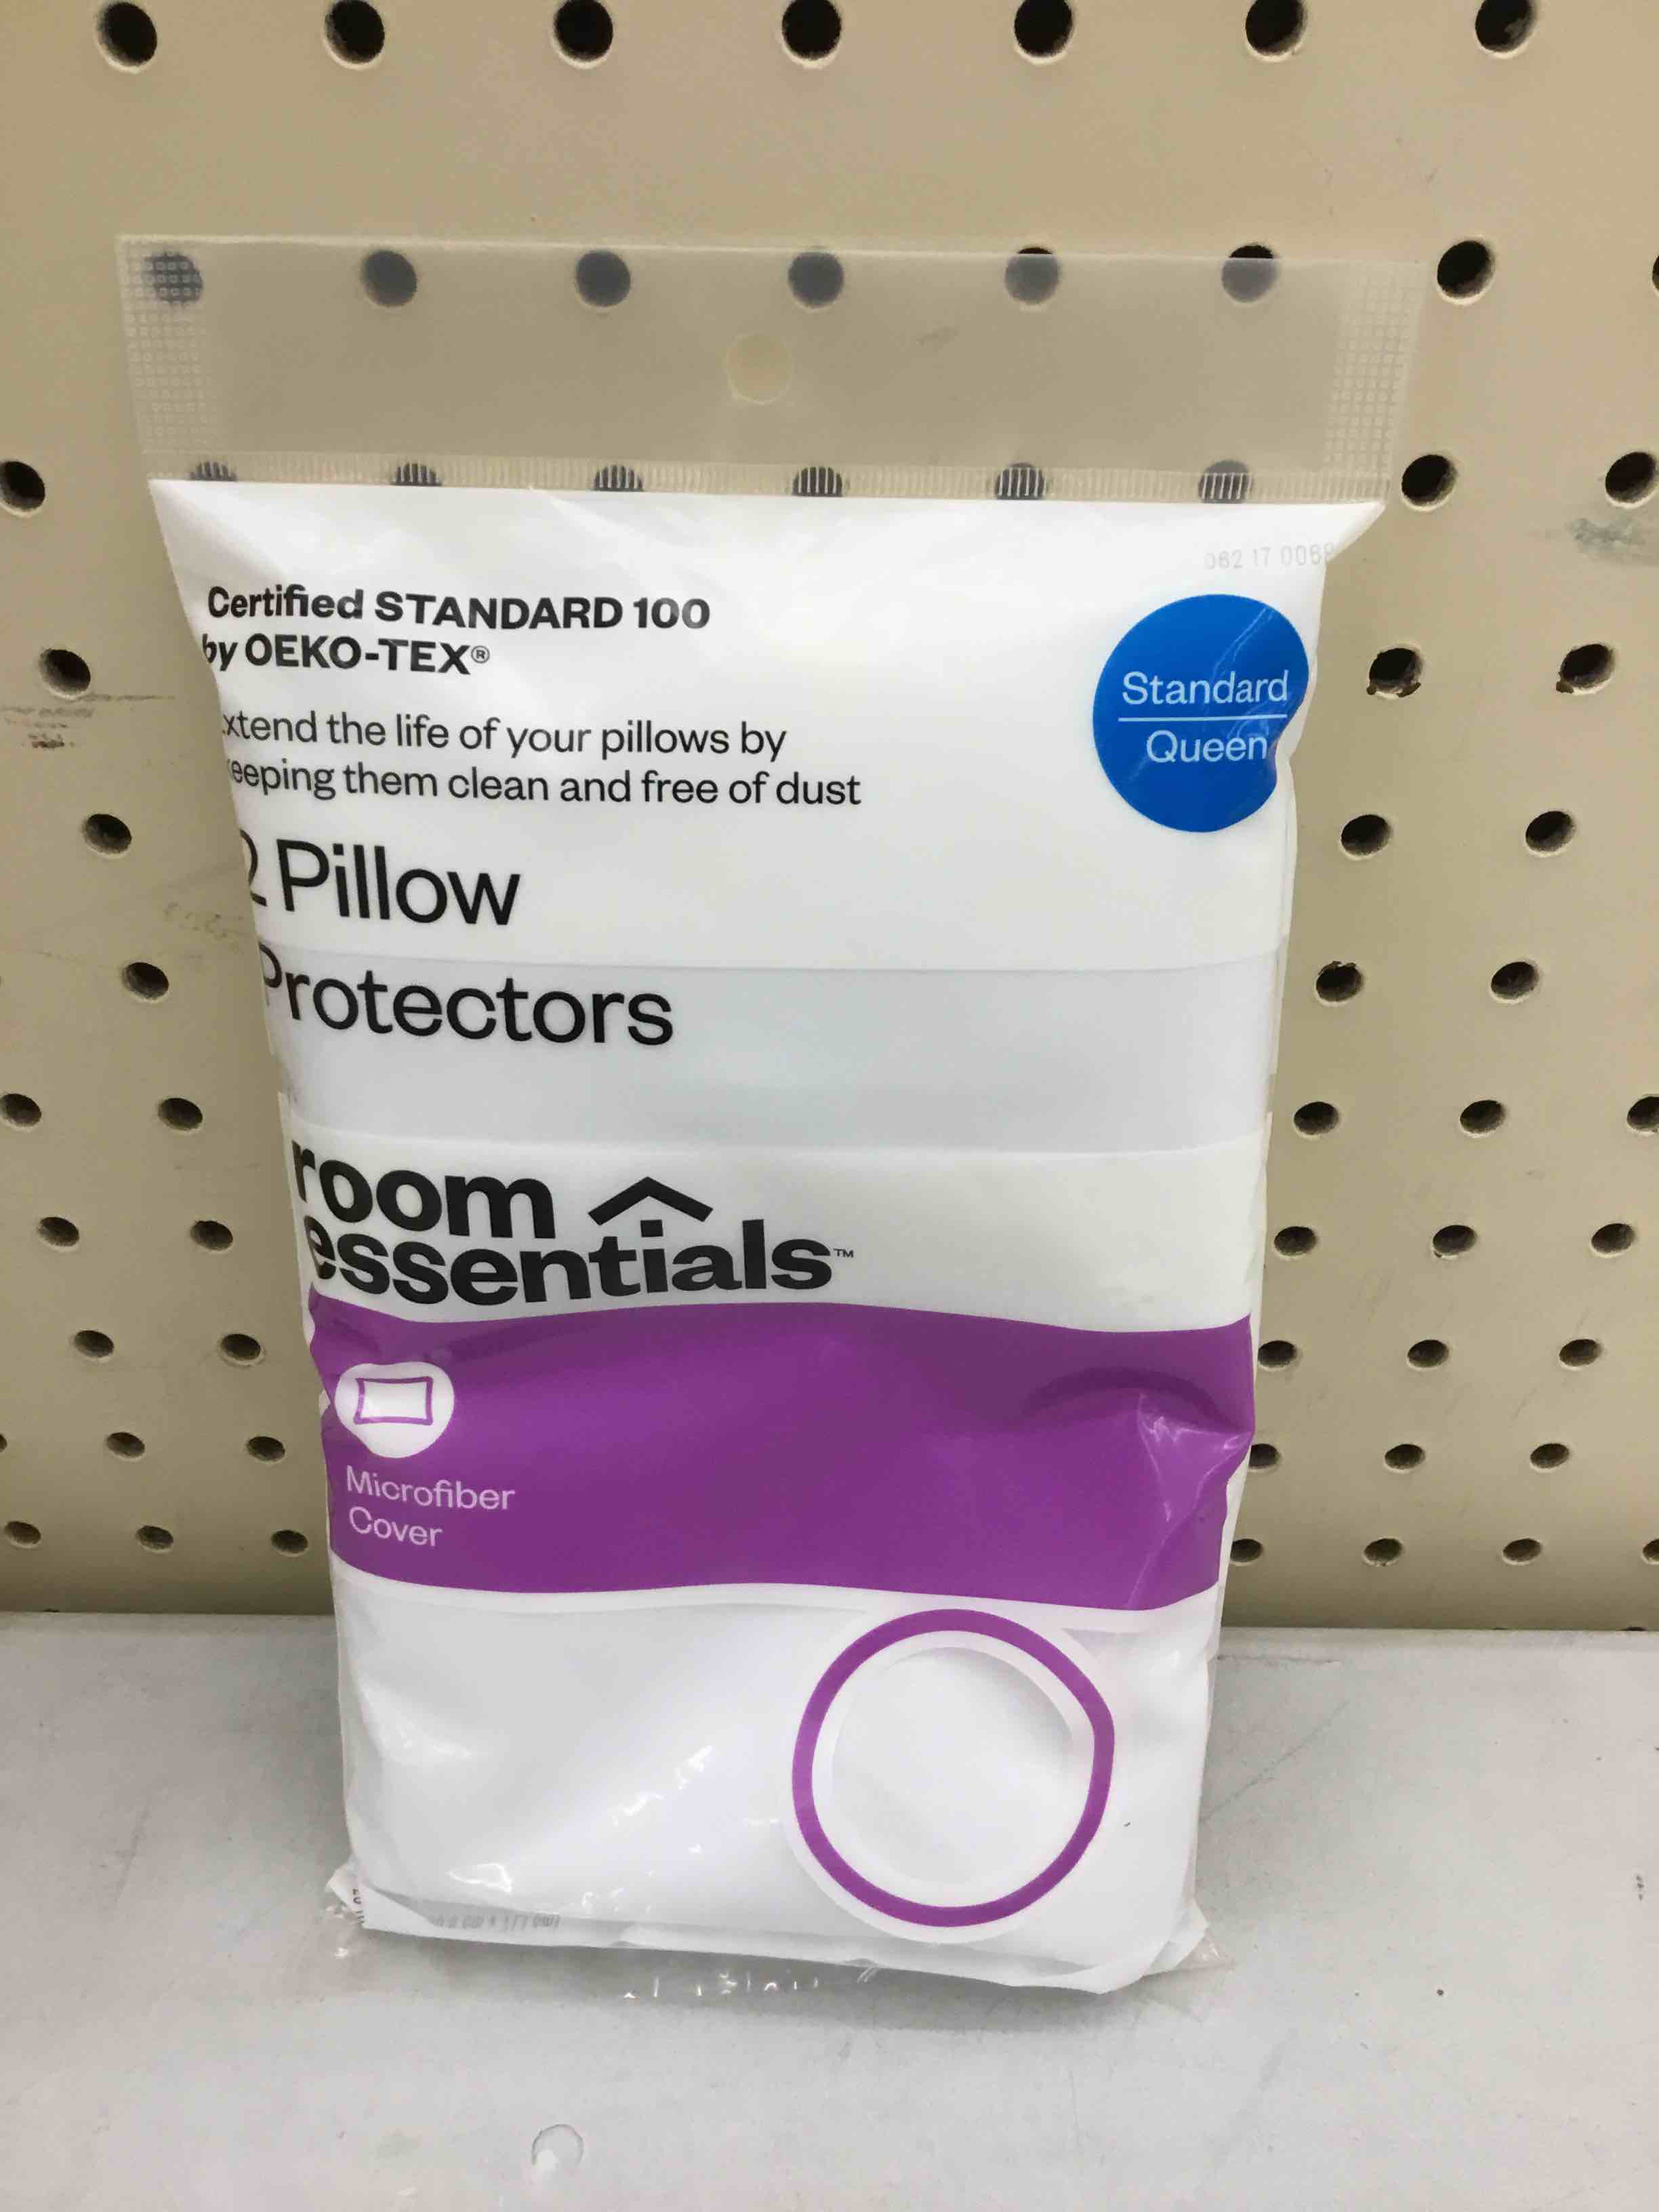 062 17 0068
Certified STANDARD 100
by OEKO-TEX®
Standard
Queen
xtend the life of your pillows by
eeping them clean and free of dust
2 Pillow
Protectors
room
essentials™
Microfiber
Cover